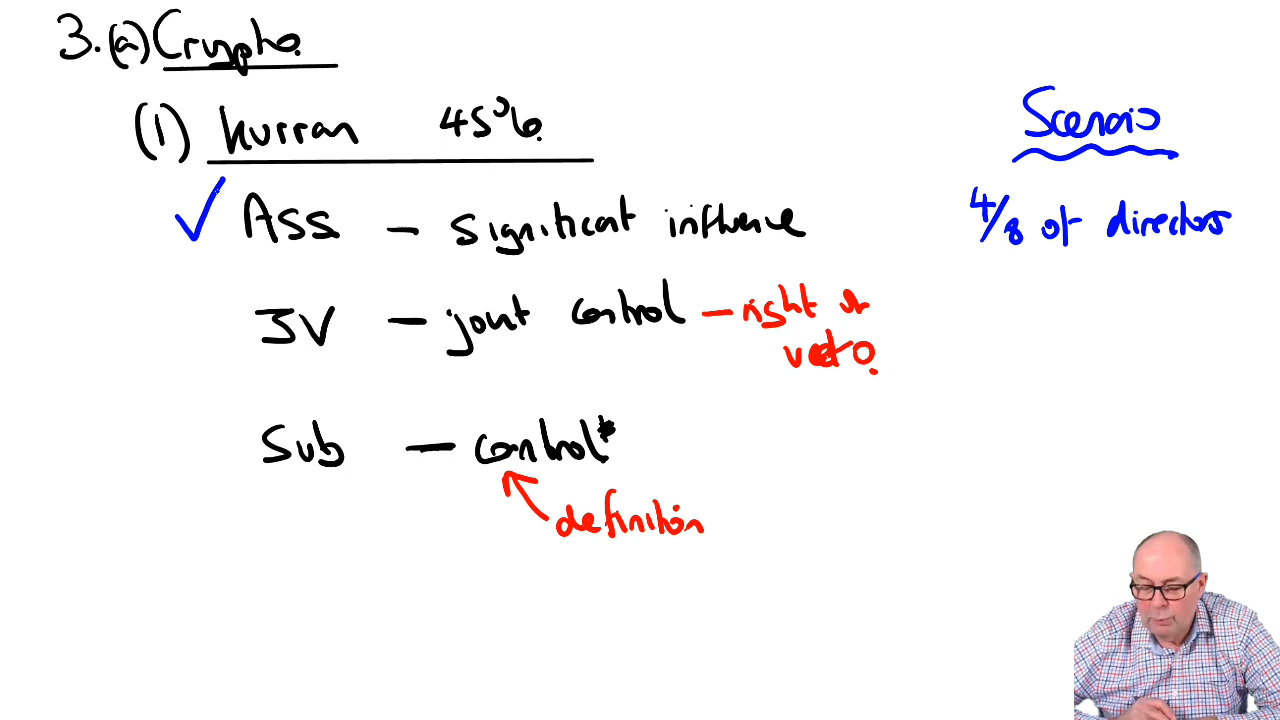 3.(a) Crypto
(1) Kurran 45%
Scenario
✓ Ass – significant influence
4/8 of directors
JV – joint control – right of
veto.
Sub – control*
definition